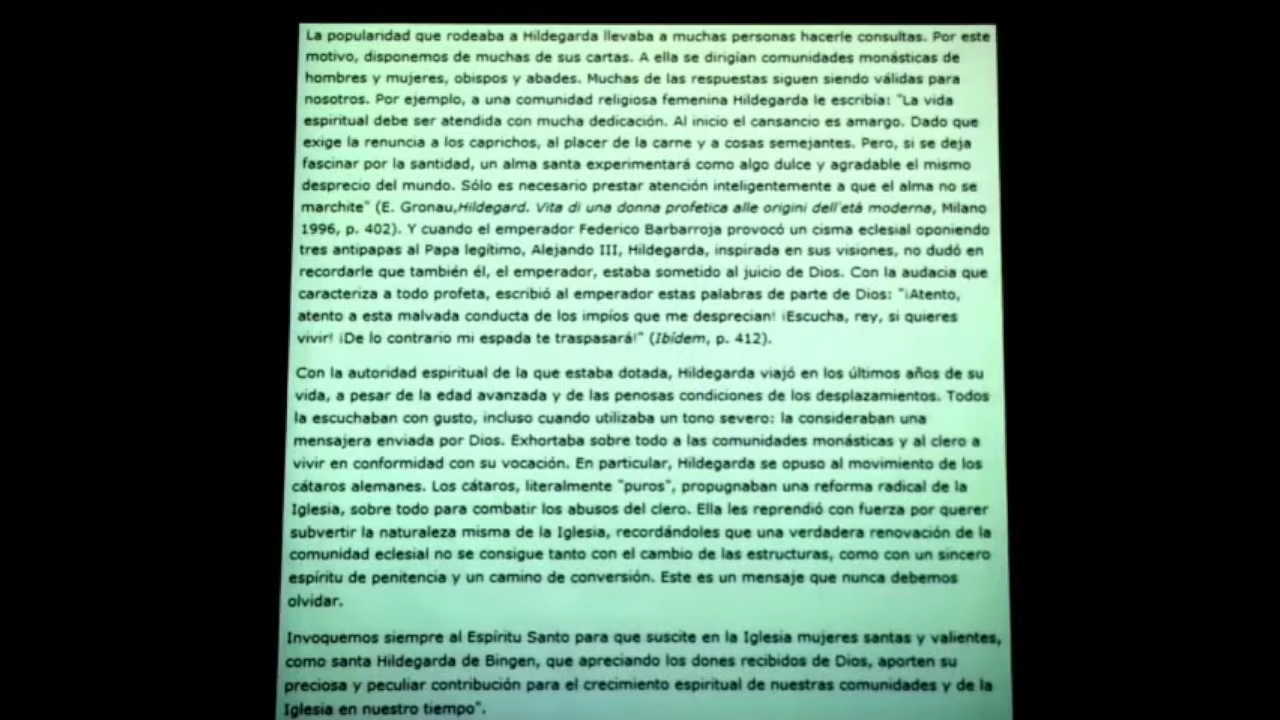 La popularidad que rodeaba a Hildegarda llevaba a muchas personas hacerle consultas. Por este
motivo, disponemos de muchas de sus cartas. A ella se dirigían comunidades monásticas de
hombres y mujeres, obispos y abades. Muchas de las respuestas siguen siendo válidas para
nosotros. Por ejemplo, a una comunidad religiosa femenina Hildegarda le escribía: "La vida
espiritual debe ser atendida con mucha dedicación. Al inicio el cansancio es amargo. Dado que
exige la renuncia a los caprichos, al placer de la carne y a cosas semejantes. Pero, si se deja
fascinar por la santidad, un alma santa experimentará como algo dulce y agradable el mismo
desprecio del mundo. Sólo es necesario prestar atención inteligentemente a que el alma no se
marchite" (E. Gronau,Hildegard. Vita di una donna profetica alle origini dell'etá moderna, Milano
1996, p. 402). Y cuando el emperador Federico Barbarroja provocó un cisma eclesial oponiendo
tres antipapas al Papa legítimo, Alejando III, Hildegarda, inspirada en sus visiones, no dudó en
recordarle que también él, el emperador, estaba sometido al juicio de Dios. Con la audacia que
caracteriza a todo profeta, escribió al emperador estas palabras de parte de Dios: "¡Atento,
atento a esta malvada conducta de los impíos que me desprecian! ¡Escucha, rey, si quieres
vivir! ¡De lo contrario mi espada te traspasará!" (Ibídem, p. 412).
Con la autoridad espiritual de la que estaba dotada, Hildegarda viajó en los últimos años de su
vida, a pesar de la edad avanzada y de las penosas condiciones de los desplazamientos. Todos
la escuchaban con gusto, incluso cuando utilizaba un tono severo: la consideraban una
mensajera enviada por Dios. Exhortaba sobre todo a las comunidades monásticas y al clero a
vivir en conformidad con su vocación. En particular, Hildegarda se opuso al movimiento de los
cátaros alemanes. Los cátaros, literalmente "puros", propugnaban una reforma radical de la
Iglesia, sobre todo para combatir los abusos del clero. Ella les reprendió con fuerza por querer
subvertir la naturaleza misma de la Iglesia, recordándoles que una verdadera renovación de la
comunidad eclesial no se consigue tanto con el cambio de las estructuras, como con un sincero
espíritu de penitencia y un camino de conversión. Este es un mensaje que nunca debemos
olvidar.
Invoquemos siempre al Espíritu Santo para que suscite en la Iglesia mujeres santas y valientes,
como santa Hildegarda de Bingen, que apreciando los dones recibidos de Dios, aporten su
preciosa y peculiar contribución para el crecimiento espiritual de nuestras comunidades y de la
Iglesia en nuestro tiempo".